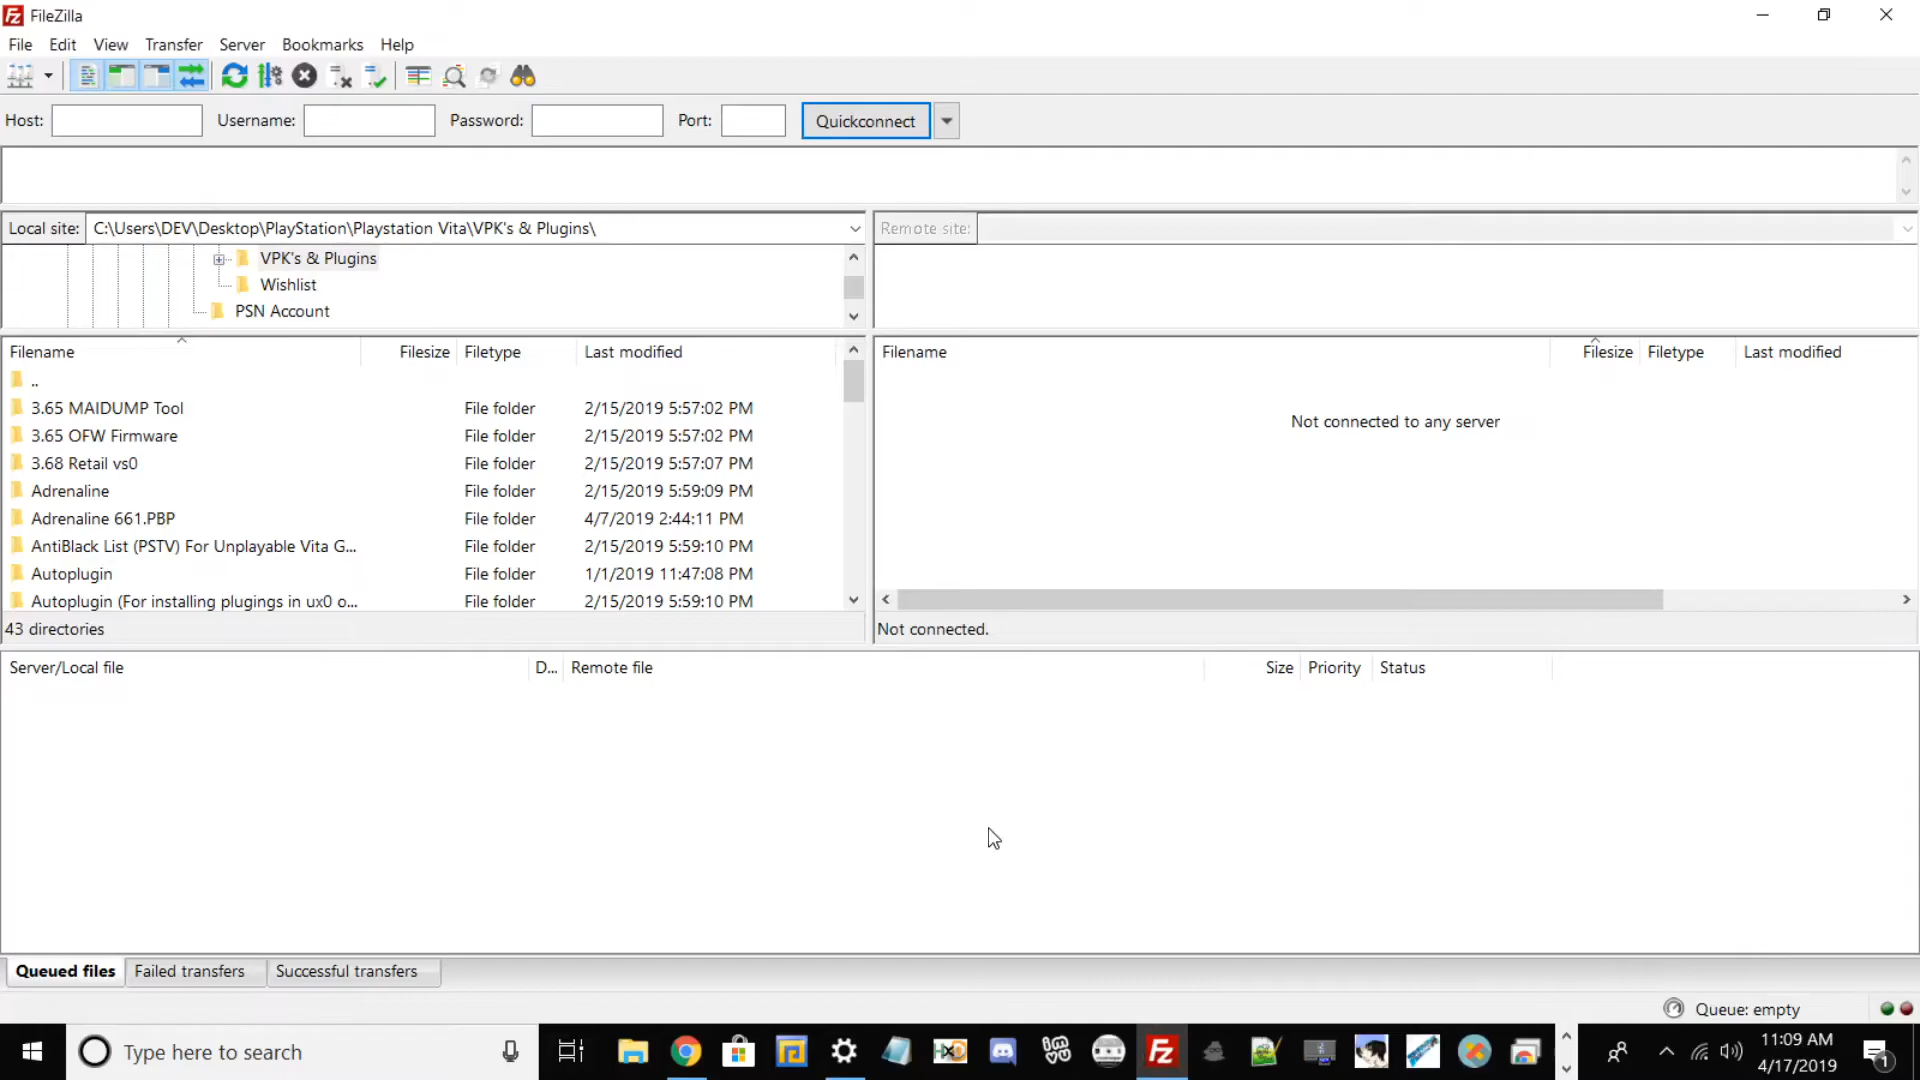 FileZilla
File Edit View Transfer Server Bookmarks Help
Host: Username: Password: Port: Quickconnect
Local site: C:\Users\DEV\Desktop\PlayStation\Playstation Vita\VPK's & Plugins\
Remote site:
VPK's & Plugins
Wishlist
PSN Account
Filename Filesize Filetype Last modified
..
3.65 MAIDUMP Tool File folder 2/15/2019 5:57:02 PM
3.65 OFW Firmware File folder 2/15/2019 5:57:02 PM
3.68 Retail vs0 File folder 2/15/2019 5:57:07 PM
Adrenaline File folder 2/15/2019 5:59:09 PM
Adrenaline 661.PBP File folder 4/7/2019 2:44:11 PM
AntiBlack List (PSTV) For Unplayable Vita G... File folder 2/15/2019 5:59:10 PM
Autoplugin File folder 1/1/2019 11:47:08 PM
Autoplugin (For installing plugings in ux0 o... File folder 2/15/2019 5:59:10 PM
43 directories
Filename Filesize Filetype Last modified
Not connected to any server
Not connected.
Server/Local file D... Remote file Size Priority Status
Queued files Failed transfers Successful transfers
Queue: empty
Type here to search
11:09 AM
4/17/2019
1